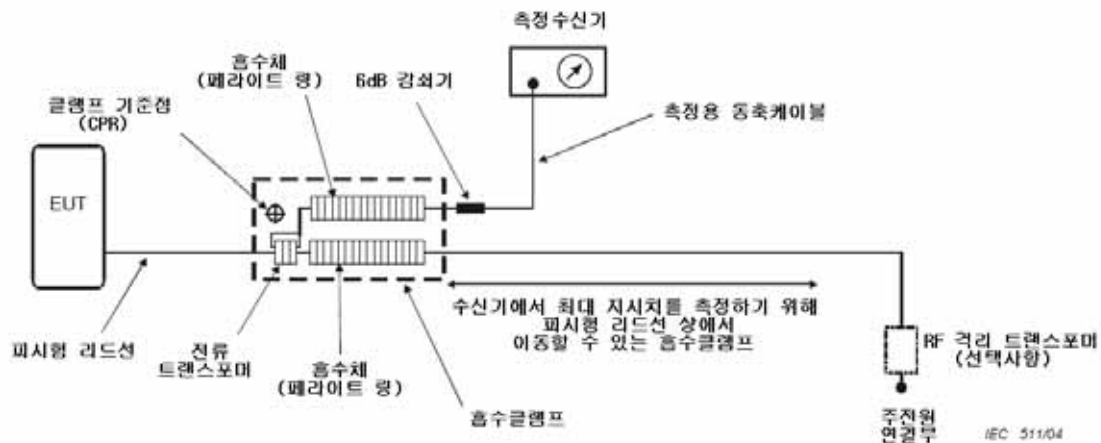 측정수신기
흡수체
(페라이트 링)
6dB 감쇠기
클램프 기준점
(CPR)
측정용 동축케이블
EUT
수신기에서 최대 지시치를 측정하기 위해
피시험 리드선 상에서
이동할 수 있는 흡수클램프
피시험 리드선
전류
트랜스포머
흡수체
(페라이트 링)
흡수클램프
RF 격리 트랜스포머
(선택사항)
주전원
연결부
IEC 511/04